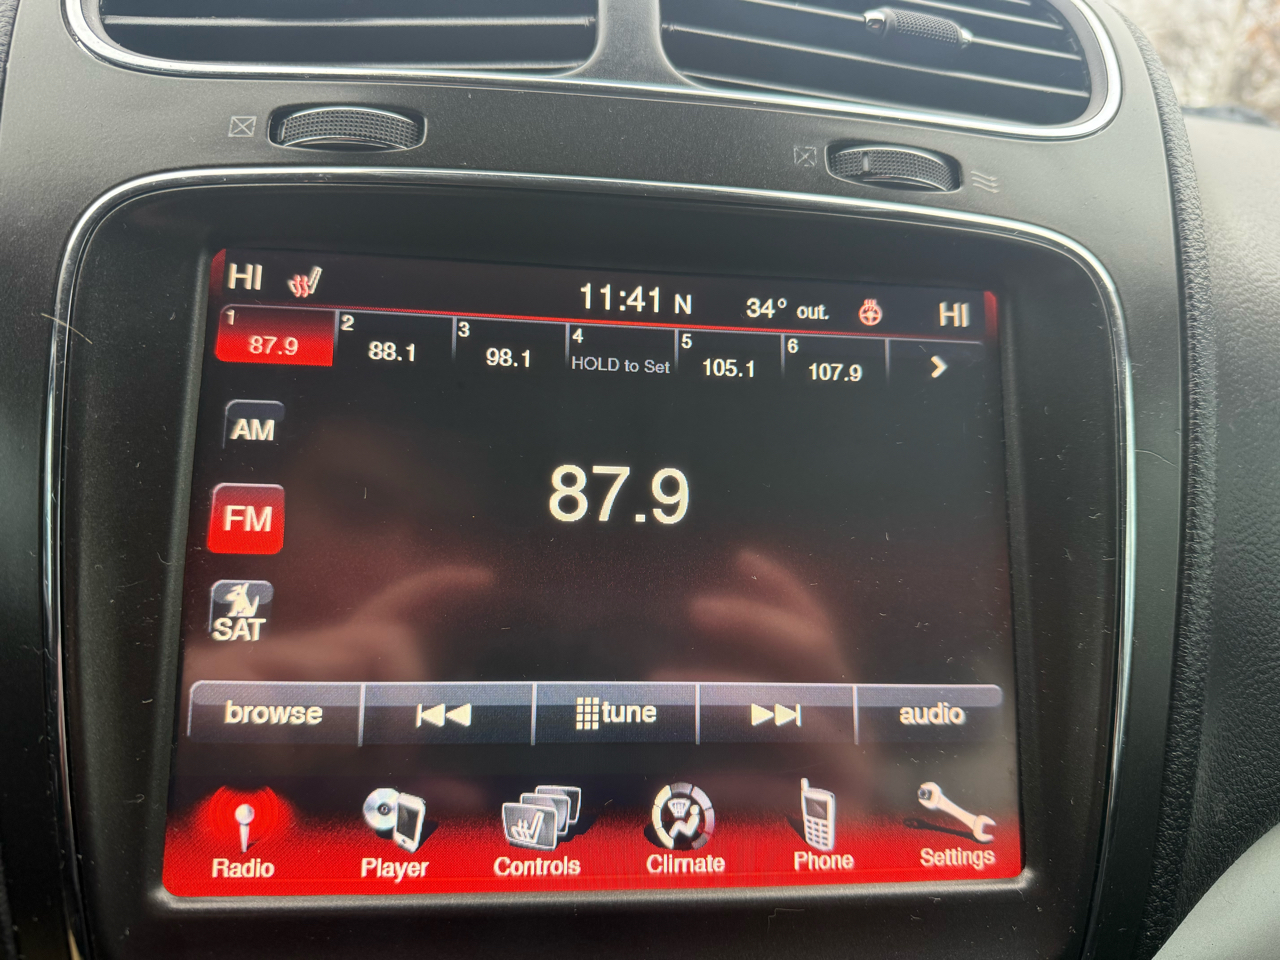 HI 11:41 N 34° out. HI
1 2 3 4 5 6
87.9 88.1 98.1 HOLD to Set 105.1 107.9
AM
87.9
FM
SAT
browse tune audio
Radio Player Controls Climate Phone Settings